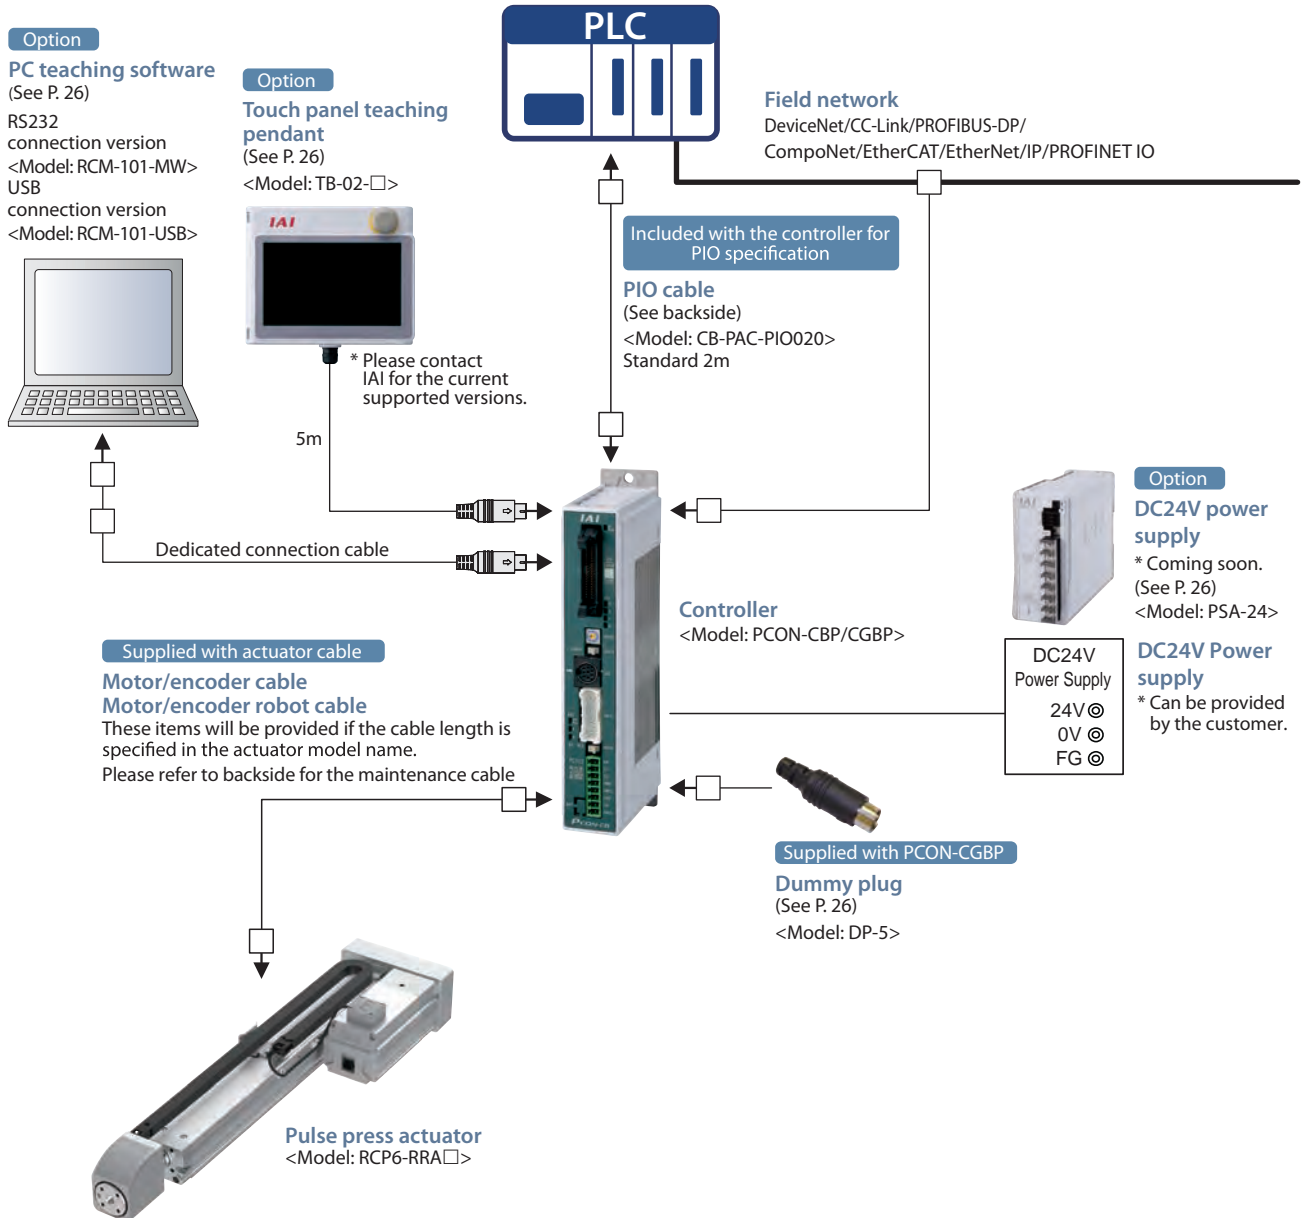 PLC
Option
PC teaching software
(See P. 26)
RS232
connection version
<Model: RCM-101-MW>
USB
connection version
<Model: RCM-101-USB>
Option
Touch panel teaching
pendant
(See P. 26)
<Model: TB-02-□>
IAI
* Please contact
IAI for the current
supported versions.
5m
Field network
DeviceNet/CC-Link/PROFIBUS-DP/
CompoNet/EtherCAT/EtherNet/IP/PROFINET IO
Included with the controller for
PIO specification
PIO cable
(See backside)
<Model: CB-PAC-PIO020>
Standard 2m
Dedicated connection cable
IAI
PCON-CB
Controller
<Model: PCON-CBP/CGBP>
IAI
Option
DC24V power
supply
* Coming soon.
(See P. 26)
<Model: PSA-24>
DC24V
Power Supply
24V
0V
FG
DC24V Power
supply
* Can be provided
by the customer.
Supplied with actuator cable
Motor/encoder cable
Motor/encoder robot cable
These items will be provided if the cable length is
specified in the actuator model name.
Please refer to backside for the maintenance cable
Supplied with PCON-CGBP
Dummy plug
(See P. 26)
<Model: DP-5>
Pulse press actuator
<Model: RCP6-RRA□>